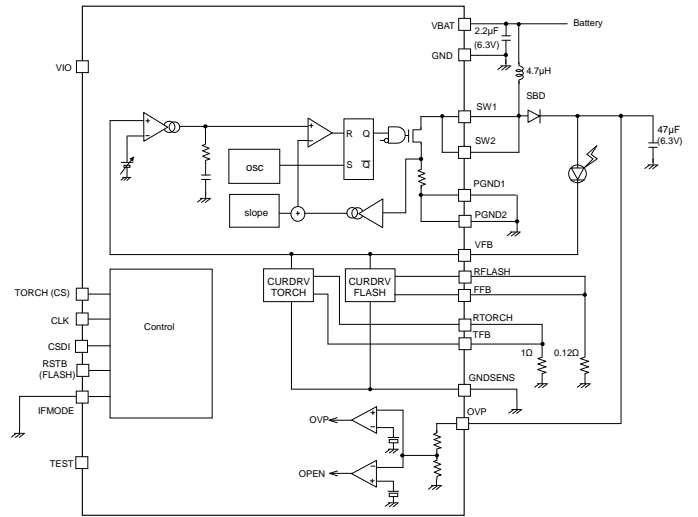 VBAT
2.2μF
(6.3V)
Battery
GND
VIO
4.7μH
SW1
SBD
SW2
47μF
(6.3V)
R Q
S Q̅
osc
slope
PGND1
PGND2
VFB
CURDRV
TORCH
CURDRV
FLASH
RFLASH
FFB
RTORCH
TFB
1Ω
0.12Ω
TORCH (CS)
CLK
CSDI
RSTB
(FLASH)
IFMODE
Control
GNDSENS
OVP
OVP
OPEN
TEST